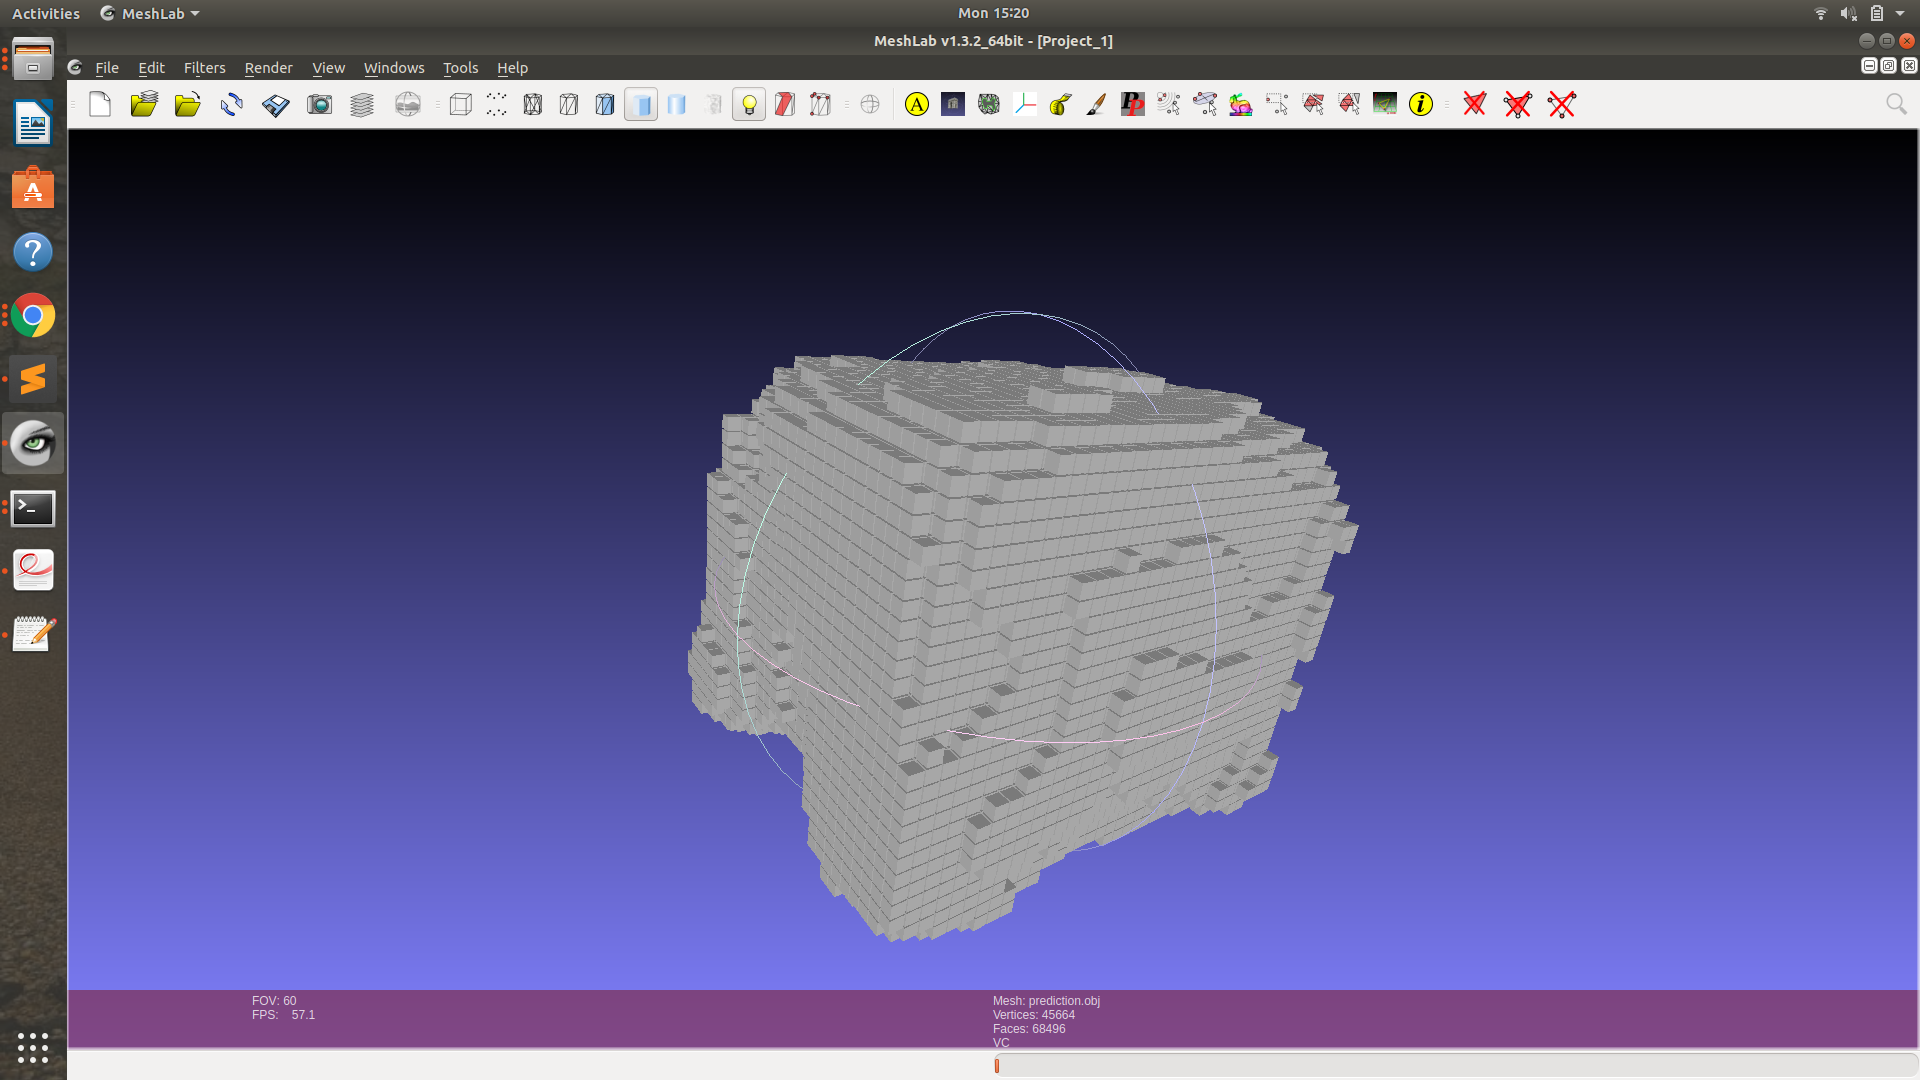 Activities MeshLab Mon 15:20
MeshLab v1.3.2_64bit - [Project_1]
File Edit Filters Render View Windows Tools Help
A PP i
FOV: 60
FPS: 57.1
Mesh: prediction.obj
Vertices: 45664
Faces: 68496
VC